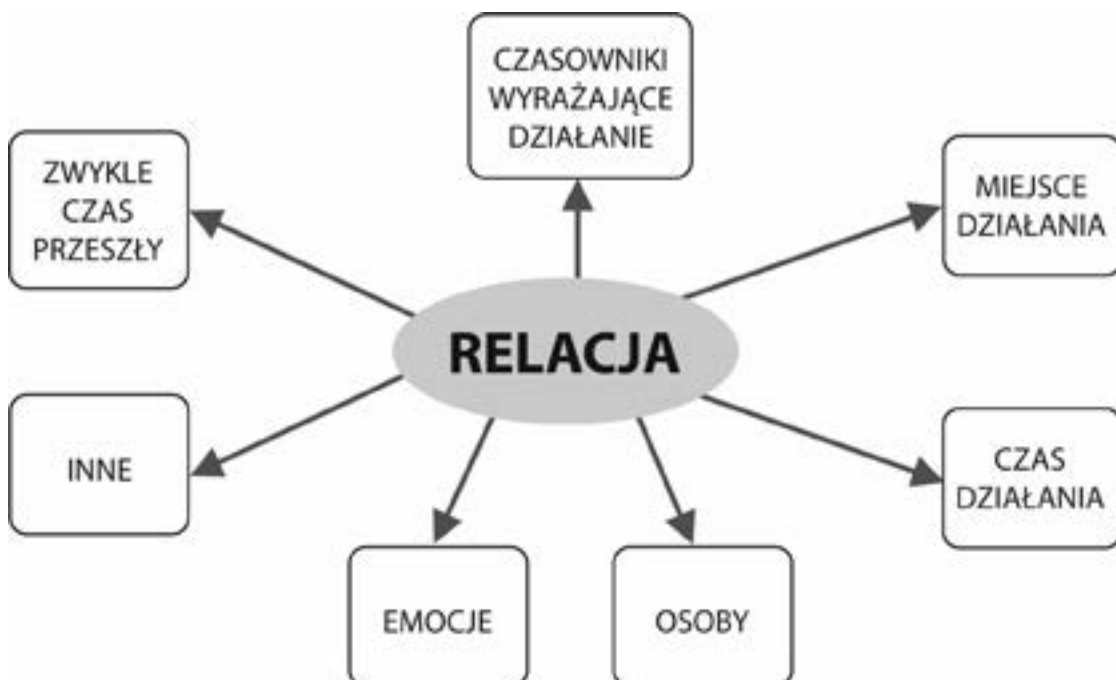 CZASOWNIKI
WYRAŻAJĄCE
DZIAŁANIE
ZWYKLE
CZAS
PRZESZŁY
MIEJSCE
DZIAŁANIA
RELACJA
INNE
CZAS
DZIAŁANIA
EMOCJE
OSOBY